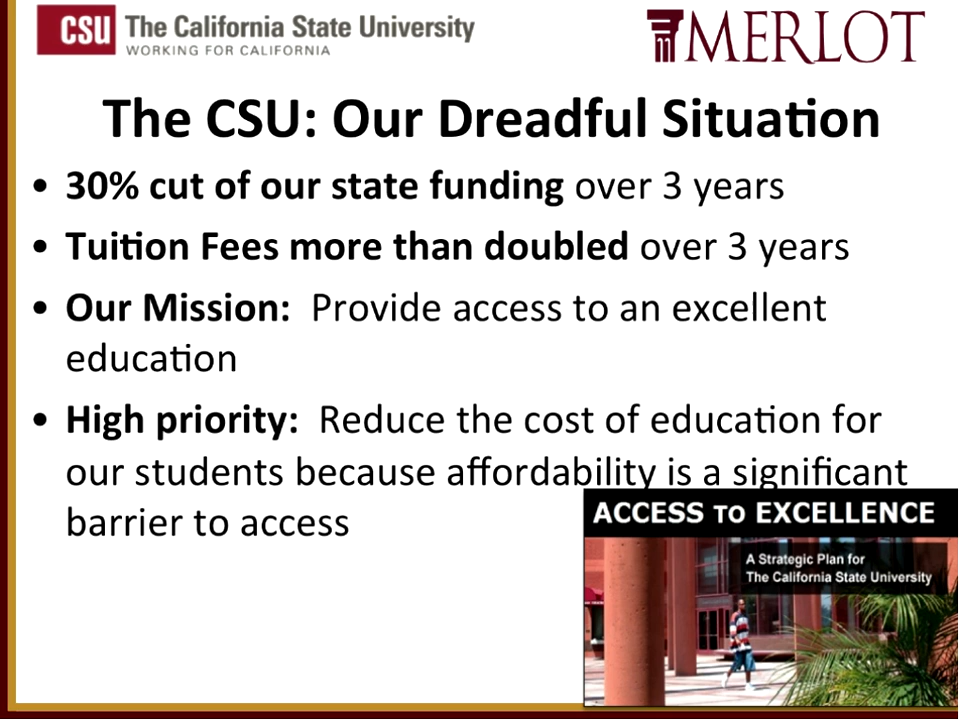 CSU The California State University
WORKING FOR CALIFORNIA
MERLOT
The CSU: Our Dreadful Situation
• 30% cut of our state funding over 3 years
• Tuition Fees more than doubled over 3 years
• Our Mission: Provide access to an excellent
education
• High priority: Reduce the cost of education for
our students because affordability is a significant
barrier to access
ACCESS TO EXCELLENCE
A Strategic Plan for
The California State University